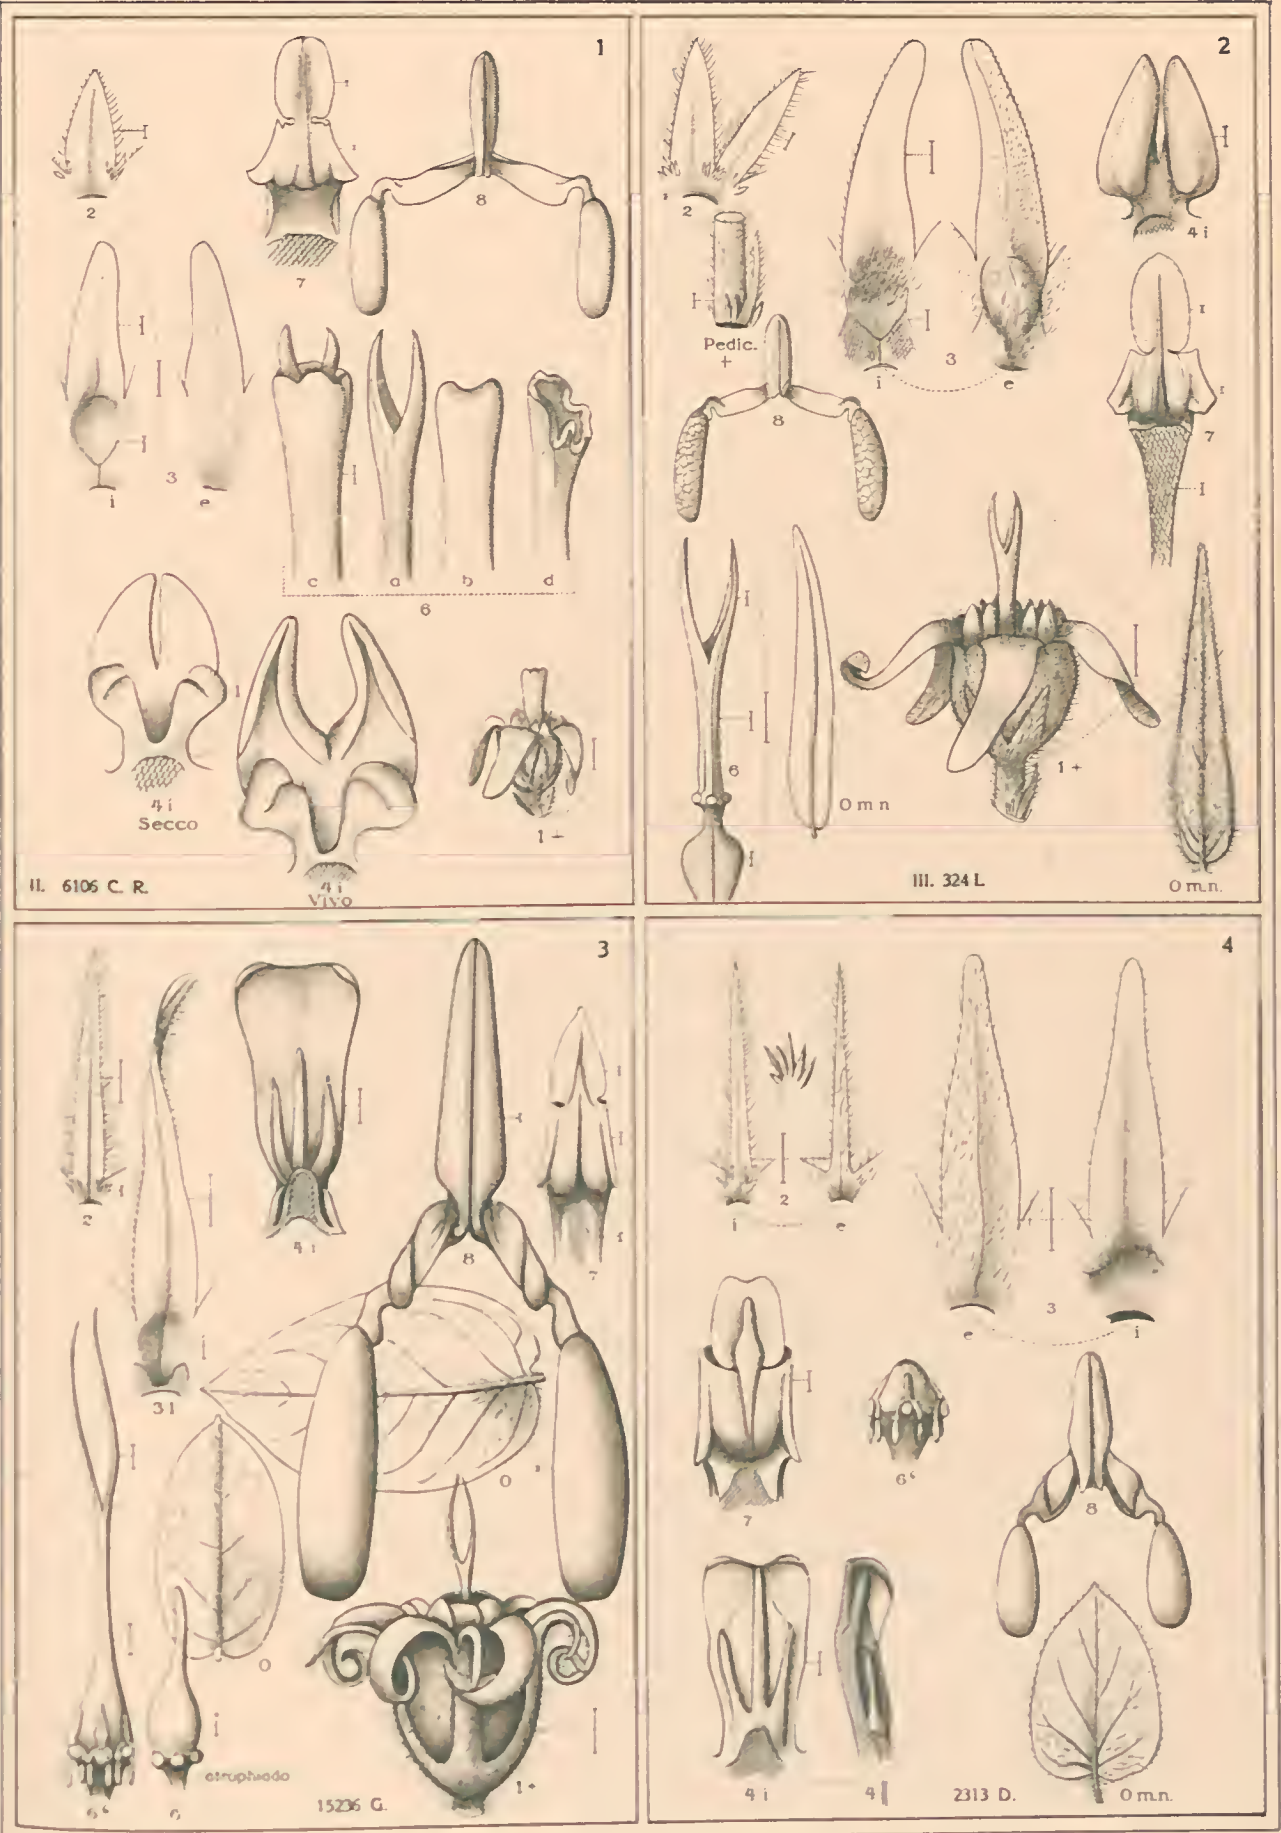 1
2
7
8
3
i
e
c
a
b
d
6
4 i
Secco
4 i
Vivo
1 +
II. 6106 C. R.
2
2
Pedic.
+
3
i
e
4 i
7
8
6
O m n
1 +
III. 324 L
O m.n.
3
2
3 i
4 i
8
7
O
O
6'
6
atrophiado
15236 G.
1+
4
2
i
e
3
e
i
7
6'
8
4 i
4 l
2313 D.
O m.n.